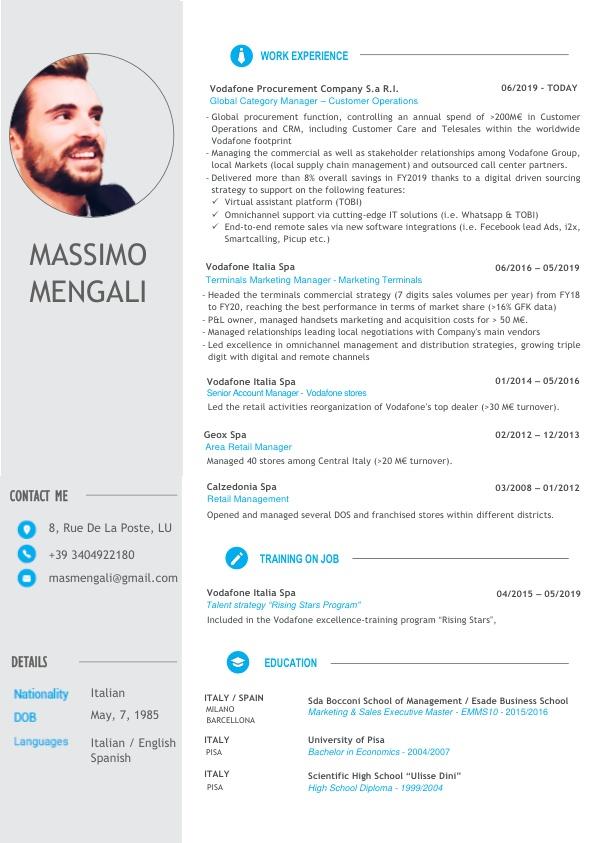 MASSIMO
MENGALI
CONTACT ME
8, Rue De La Poste, LU
+39 3404922180
masmengali@gmail.com
DETAILS
Nationality Italian
DOB May, 7, 1985
Languages Italian / English
Spanish
WORK EXPERIENCE
Vodafone Procurement Company S.a R.I. 06/2019 - TODAY
Global Category Manager – Customer Operations
- Global procurement function, controlling an annual spend of >200M€ in Customer
Operations and CRM, including Customer Care and Telesales within the worldwide
Vodafone footprint
- Managing the commercial as well as stakeholder relationships among Vodafone Group,
local Markets (local supply chain management) and outsourced call center partners.
- Delivered more than 8% overall savings in FY2019 thanks to a digital driven sourcing
strategy to support on the following features:
✓ Virtual assistant platform (TOBI)
✓ Omnichannel support via cutting-edge IT solutions (i.e. Whatsapp & TOBI)
✓ End-to-end remote sales via new software integrations (i.e. Fecebook lead Ads, i2x,
Smartcalling, Picup etc.)
Vodafone Italia Spa 06/2016 – 05/2019
Terminals Marketing Manager - Marketing Terminals
- Headed the terminals commercial strategy (7 digits sales volumes per year) from FY18
to FY20, reaching the best performance in terms of market share (>16% GFK data)
- P&L owner, managed handsets marketing and acquisition costs for > 50 M€.
- Managed relationships leading local negotiations with Company's main vendors
- Led excellence in omnichannel management and distribution strategies, growing triple
digit with digital and remote channels
Vodafone Italia Spa 01/2014 – 05/2016
Senior Account Manager - Vodafone stores
Led the retail activities reorganization of Vodafone's top dealer (>30 M€ turnover).
Geox Spa 02/2012 – 12/2013
Area Retail Manager
Managed 40 stores among Central Italy (>20 M€ turnover).
Calzedonia Spa 03/2008 – 01/2012
Retail Management
Opened and managed several DOS and franchised stores within different districts.
TRAINING ON JOB
Vodafone Italia Spa 04/2015 – 05/2019
Talent strategy "Rising Stars Program"
Included in the Vodafone excellence-training program "Rising Stars",
EDUCATION
ITALY / SPAIN
MILANO
BARCELLONA
Sda Bocconi School of Management / Esade Business School
Marketing & Sales Executive Master - EMMS10 - 2015/2016
ITALY
PISA
University of Pisa
Bachelor in Economics - 2004/2007
ITALY
PISA
Scientific High School “Ulisse Dini”
High School Diploma - 1999/2004